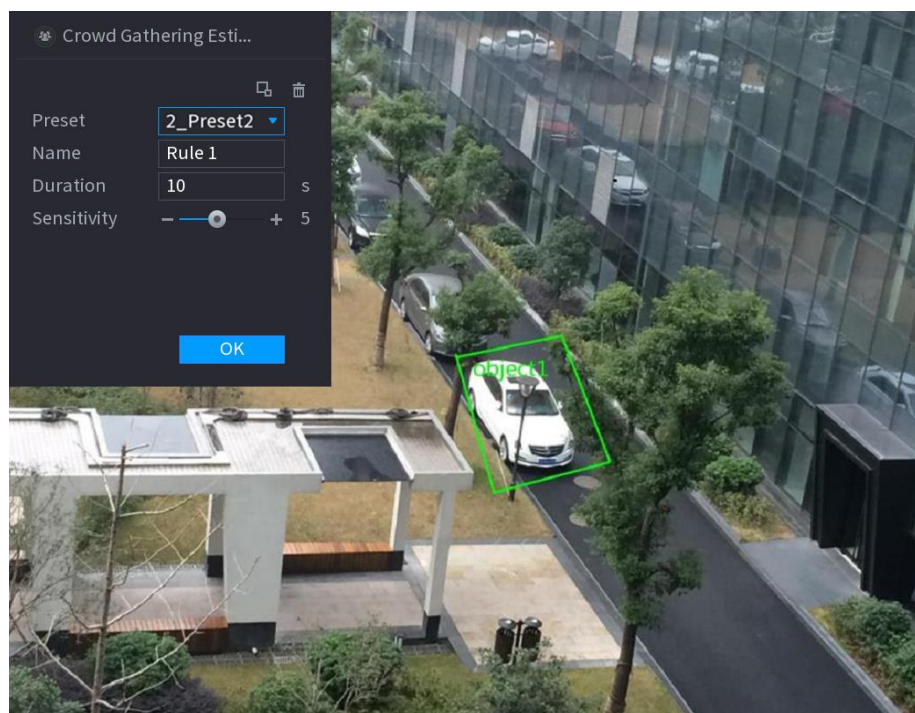 Crowd Gathering Esti...
Preset 2_Preset2
Name Rule 1
Duration 10 s
Sensitivity 5
OK
object1